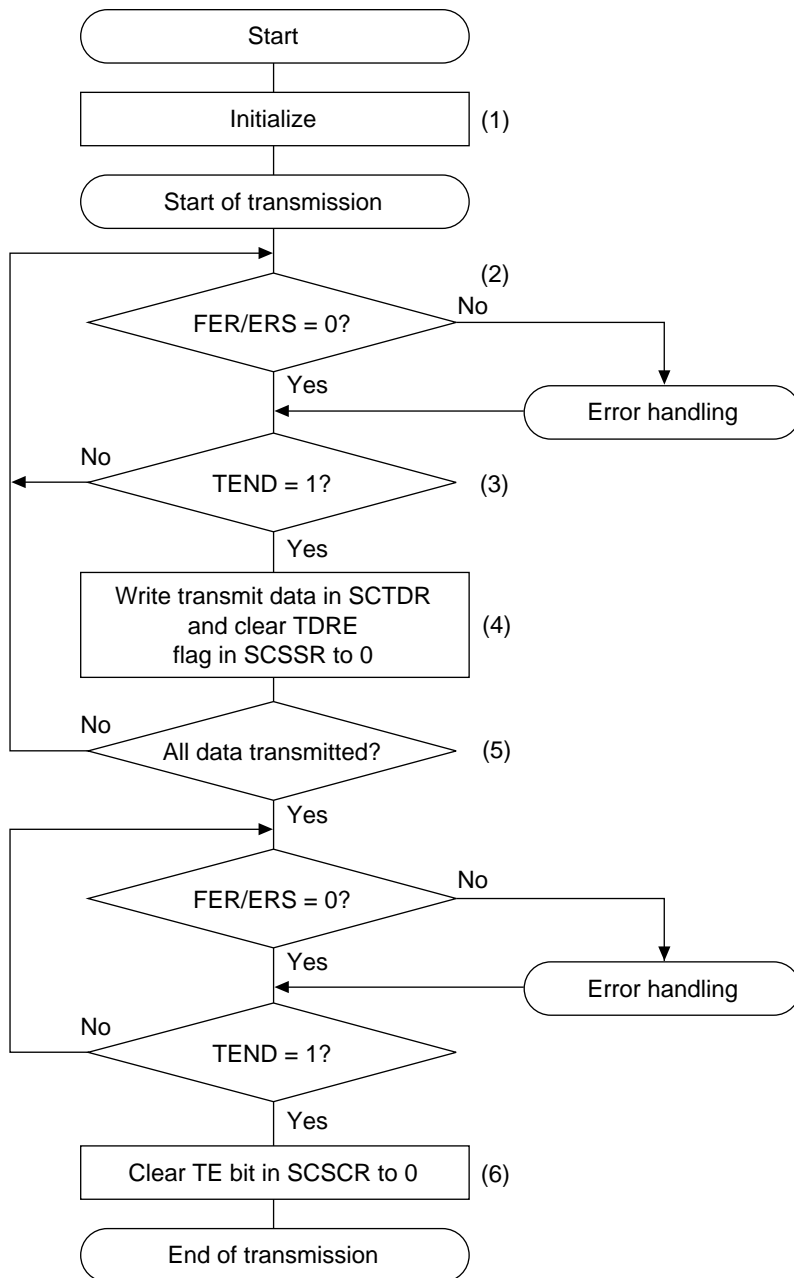 Start
Initialize
(1)
Start of transmission
(2)
FER/ERS = 0?
No
Yes
Error handling
No
TEND = 1?
(3)
Yes
Write transmit data in SCTDR
and clear TDRE
flag in SCSSR to 0
(4)
No
All data transmitted?
(5)
Yes
FER/ERS = 0?
No
Yes
Error handling
No
TEND = 1?
Yes
Clear TE bit in SCSCR to 0
(6)
End of transmission